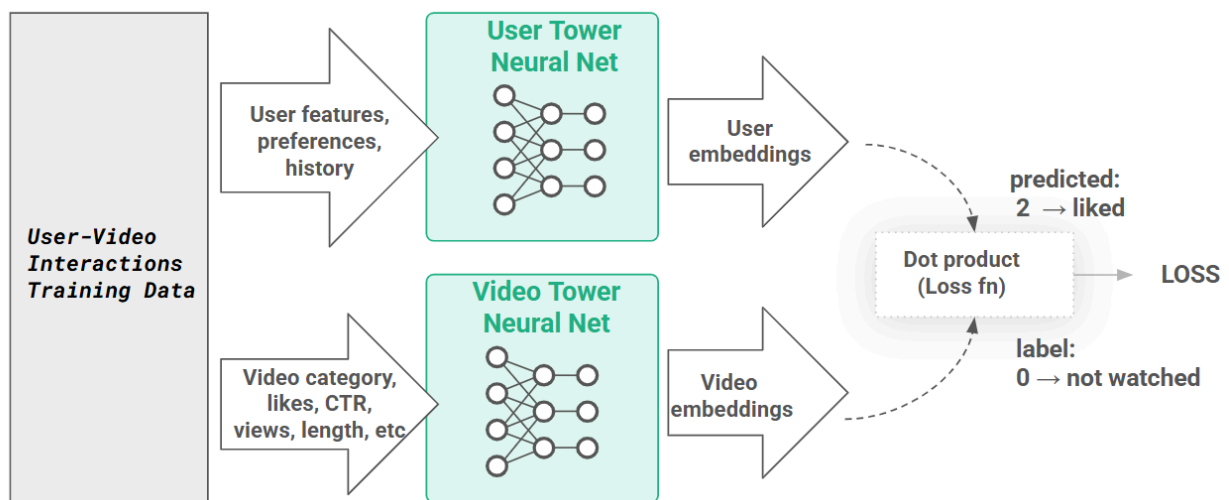 User-Video
Interactions
Training Data
User features,
preferences,
history
User Tower
Neural Net
User
embeddings
Video category,
likes, CTR,
views, length, etc
Video Tower
Neural Net
Video
embeddings
predicted:
2 → liked
Dot product
(Loss fn)
LOSS
label:
0 → not watched